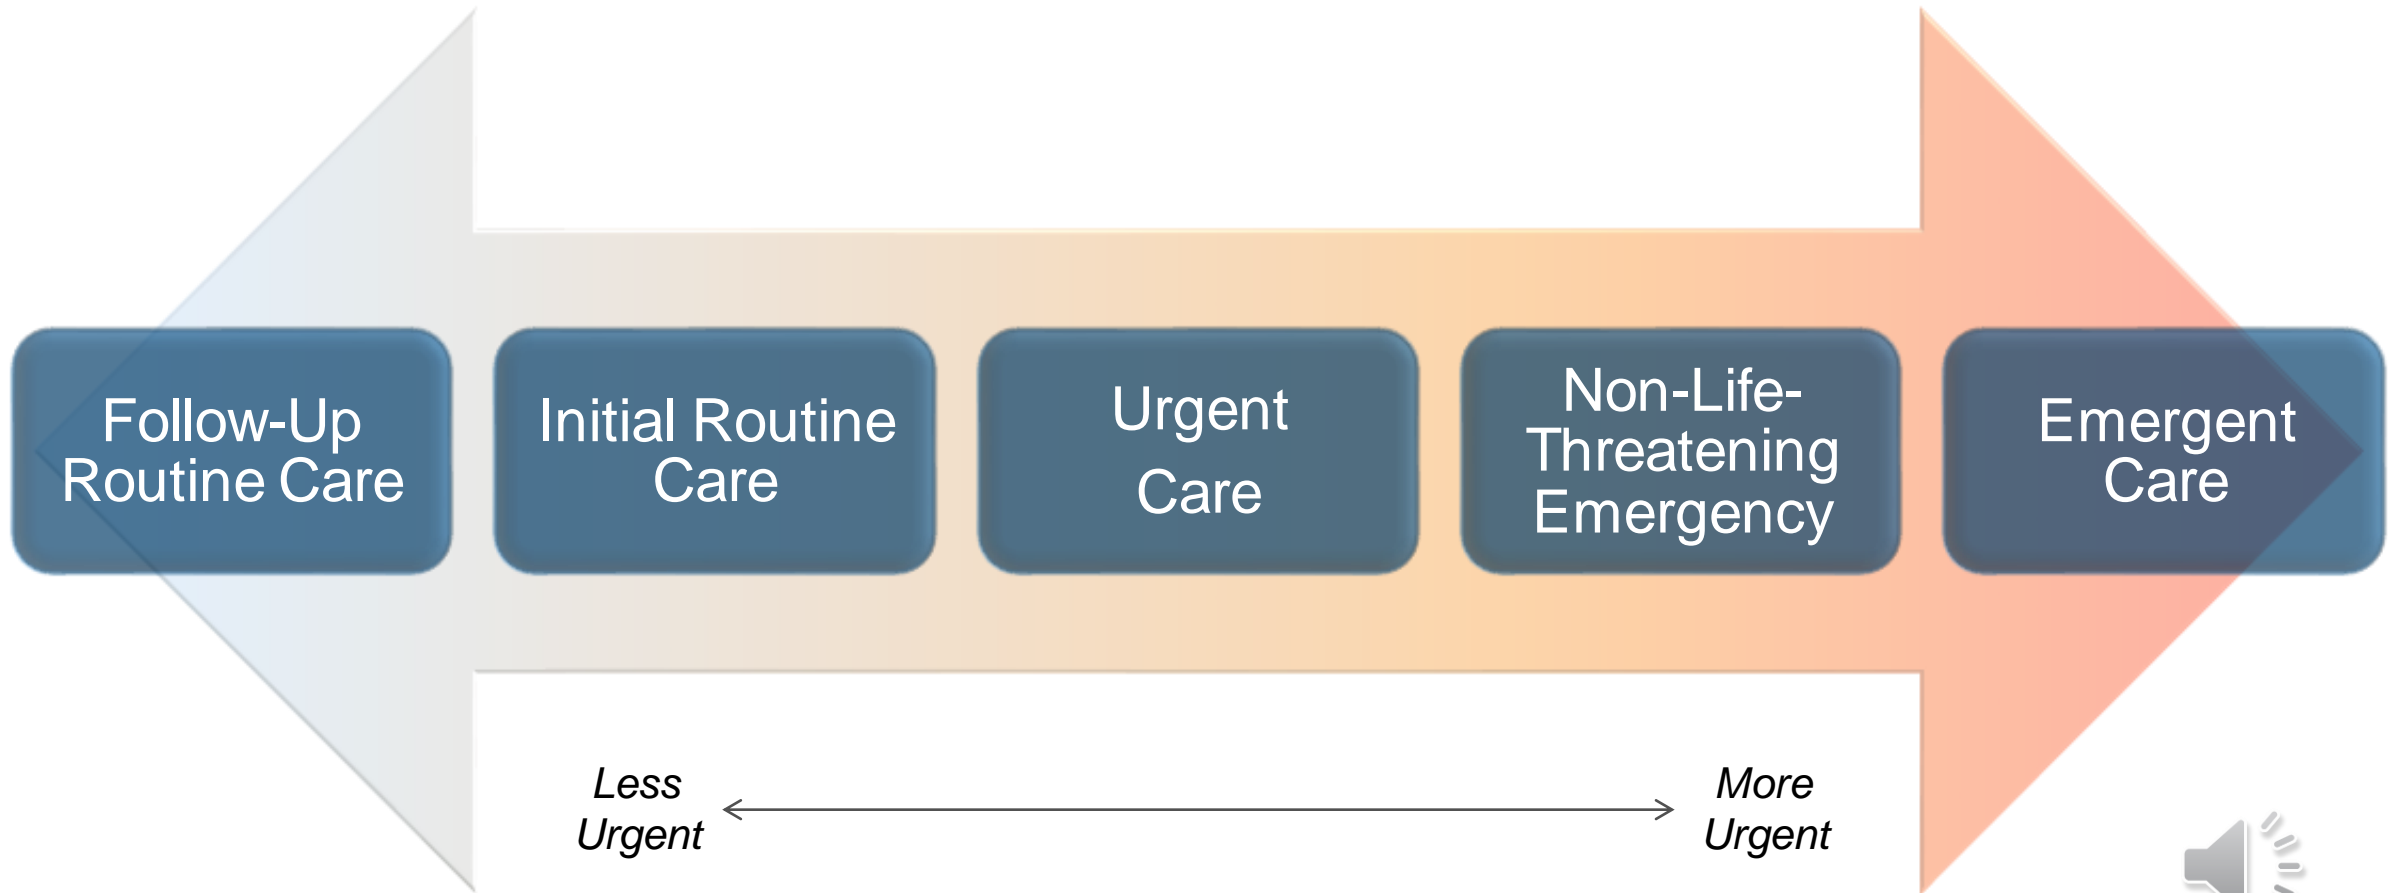 Follow-Up
Routine Care
Initial Routine
Care
Urgent
Care
Non-Life-
Threatening
Emergency
Emergent
Care
Less
Urgent
More
Urgent